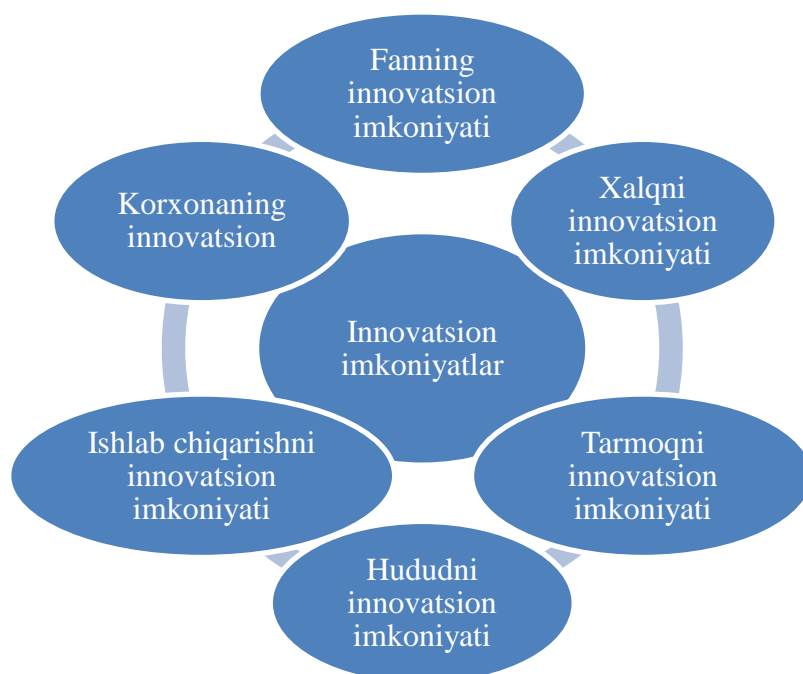 Fanning
innovatsion
imkoniyati
Xalqni
innovatsion
imkoniyati
Tarmoqni
innovatsion
imkoniyati
Hududni
innovatsion
imkoniyati
Ishlab chiqarishni
innovatsion
imkoniyati
Korxonaning
innovatsion
Innovatsion
imkoniyatlar